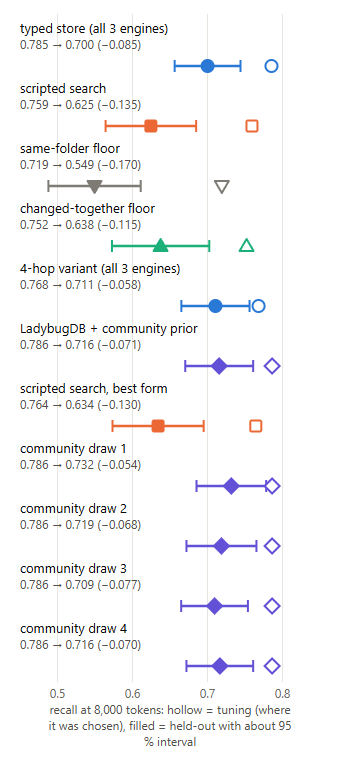 typed store (all 3 engines)
0.785 → 0.700 (−0.085)
scripted search
0.759 → 0.625 (−0.135)
same-folder floor
0.719 → 0.549 (−0.170)
changed-together floor
0.752 → 0.638 (−0.115)
4-hop variant (all 3 engines)
0.768 → 0.711 (−0.058)
LadybugDB + community prior
0.786 → 0.716 (−0.071)
scripted search, best form
0.764 → 0.634 (−0.130)
community draw 1
0.786 → 0.732 (−0.054)
community draw 2
0.786 → 0.719 (−0.068)
community draw 3
0.786 → 0.709 (−0.077)
community draw 4
0.786 → 0.716 (−0.070)
0.5 0.6 0.7 0.8
recall at 8,000 tokens: hollow = tuning (where
it was chosen), filled = held-out with about 95
% interval